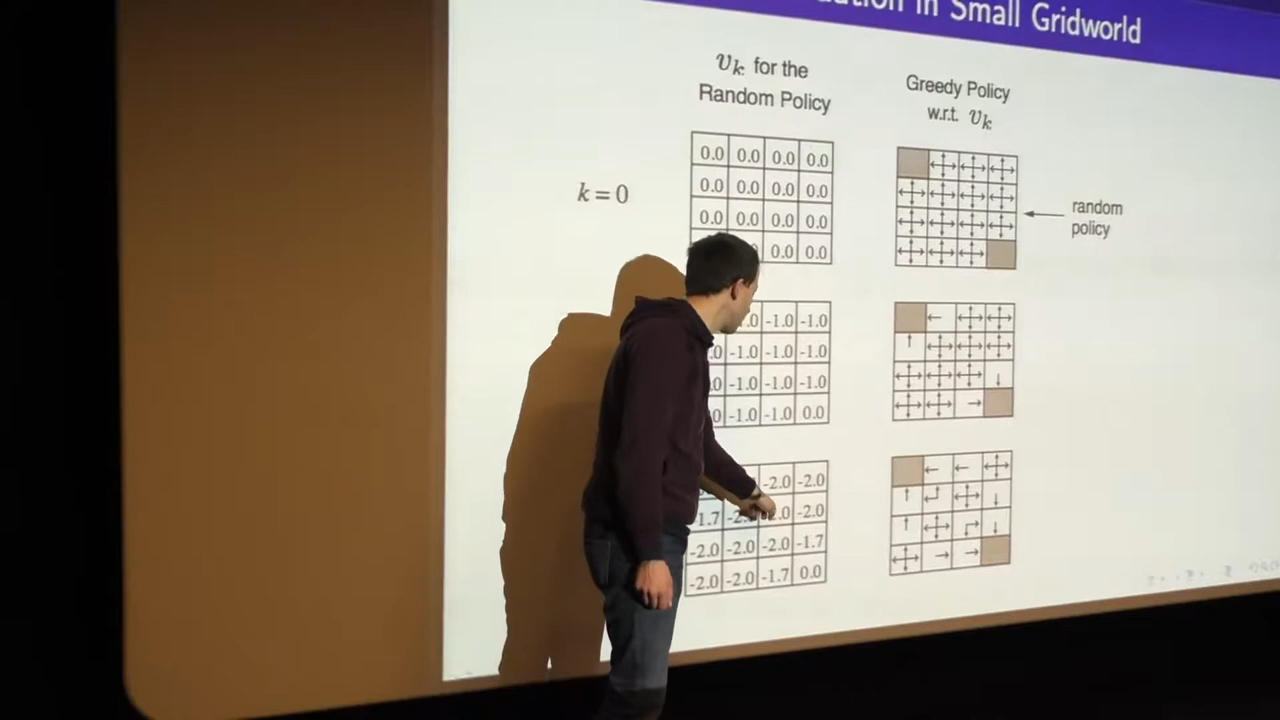 in Small Gridworld
vk for the
Random Policy
Greedy Policy
w.r.t. vk
0.0 0.0 0.0 0.0
0.0 0.0 0.0 0.0
k = 0
random
policy
0.0 0.0 0.0 0.0
0.0 0.0
-1.0 -1.0
-1.0 -1.0 -1.0
-1.0 -1.0 -1.0
-1.0 -1.0 0.0
-2.0 -2.0
-2.0
-2.0 -2.0 -2.0 -1.7
-2.0 -2.0 -1.7 0.0